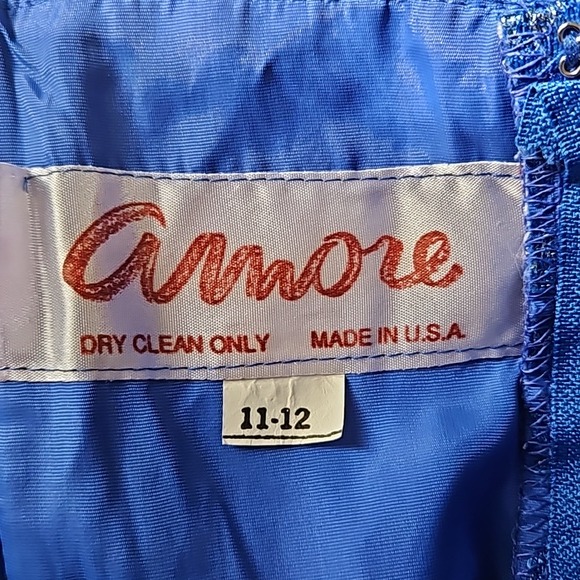 amore
DRY CLEAN ONLY MADE IN U.S.A.
11-12